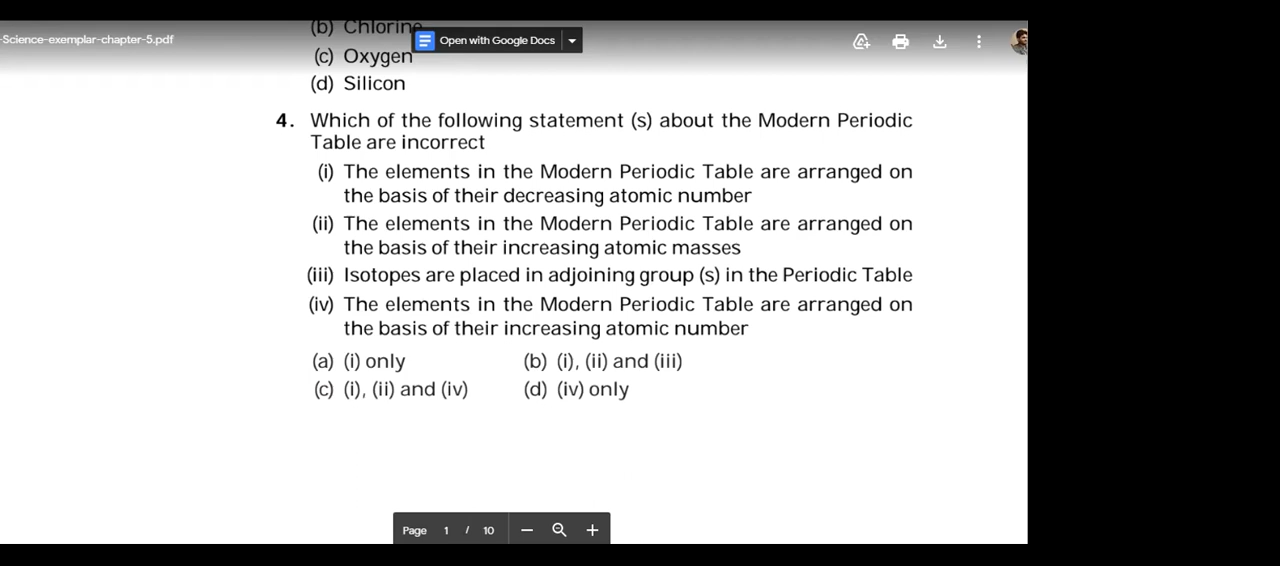 (b) Chlorine
-Science-exemplar-chapter-5.pdf
Open with Google Docs
(c) Oxygen
(d) Silicon
4. Which of the following statement (s) about the Modern Periodic
Table are incorrect
(i) The elements in the Modern Periodic Table are arranged on
the basis of their decreasing atomic number
(ii) The elements in the Modern Periodic Table are arranged on
the basis of their increasing atomic masses
(iii) Isotopes are placed in adjoining group (s) in the Periodic Table
(iv) The elements in the Modern Periodic Table are arranged on
the basis of their increasing atomic number
(a) (i) only (b) (i), (ii) and (iii)
(c) (i), (ii) and (iv) (d) (iv) only
Page 1 / 10